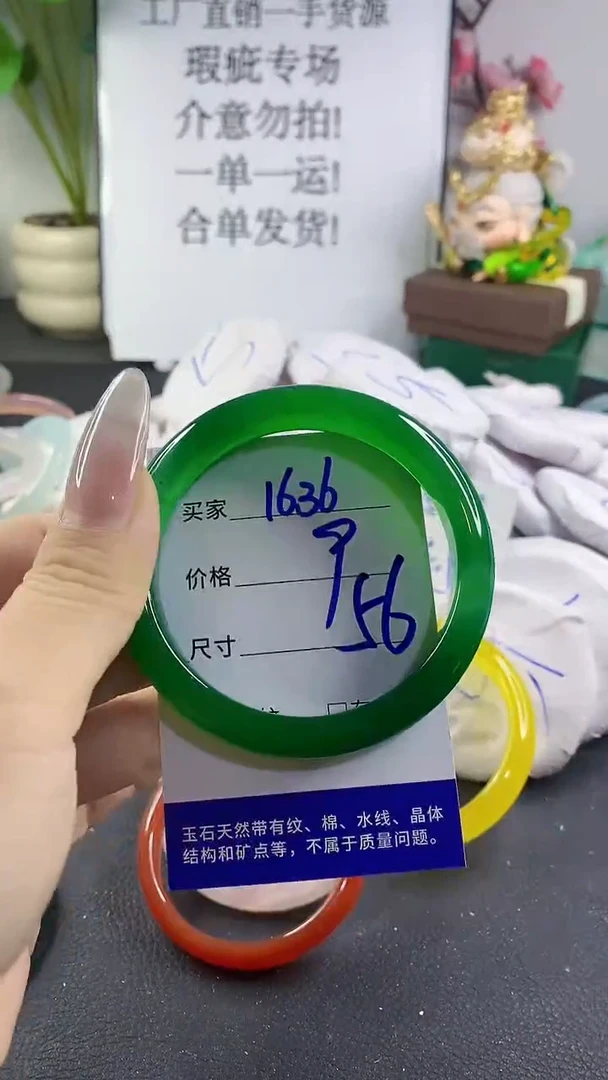 工厂直销一手货源
瑕疵专场
介意勿拍!
一单一运!
合单发货!
买家 1636
价格
尺寸 56
玉石天然带有纹、棉、水线、晶体
结构和矿点等，不属于质量问题。